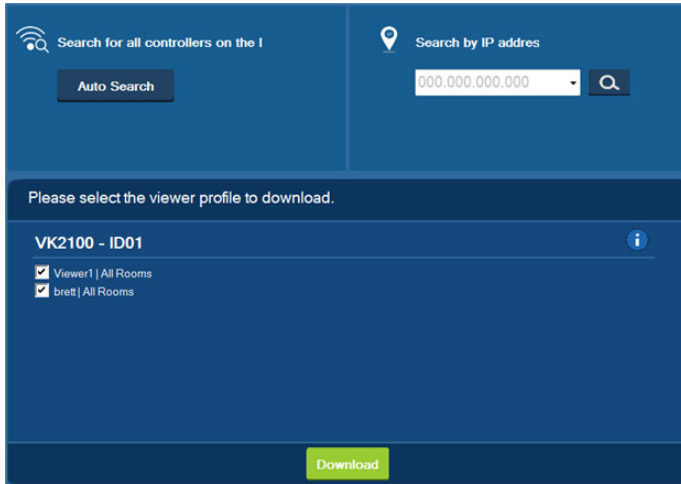 Search for all controllers on the l
Auto Search
Search by IP addres
000.000.000.000
Please select the viewer profile to download.
VK2100 - ID01
i
Viewer1| All Rooms
brett| All Rooms
Download